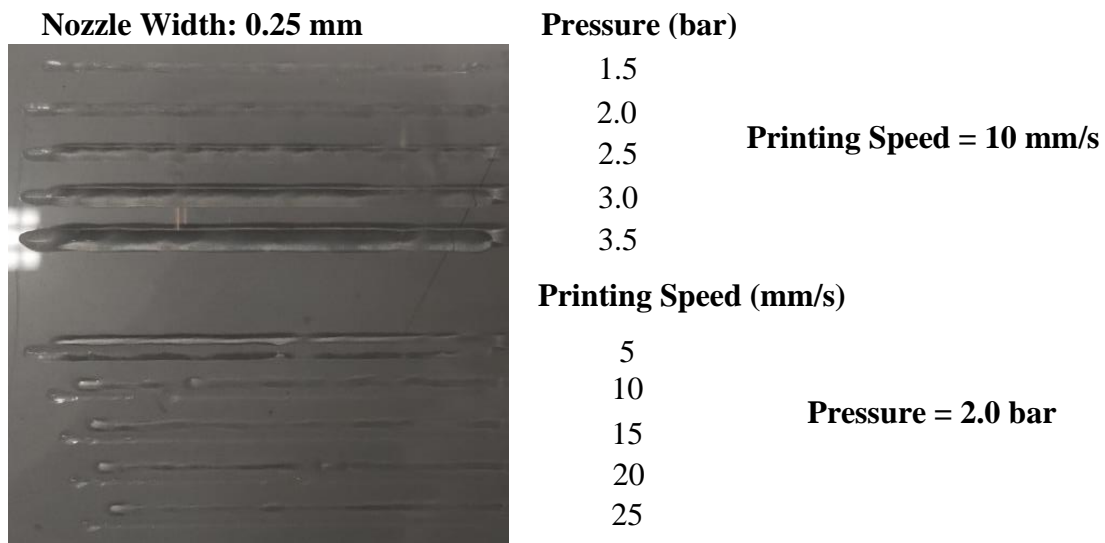 Nozzle Width: 0.25 mm
Pressure (bar)
1.5
2.0
2.5
3.0
3.5
Printing Speed = 10 mm/s
Printing Speed (mm/s)
5
10
15
20
25
Pressure = 2.0 bar